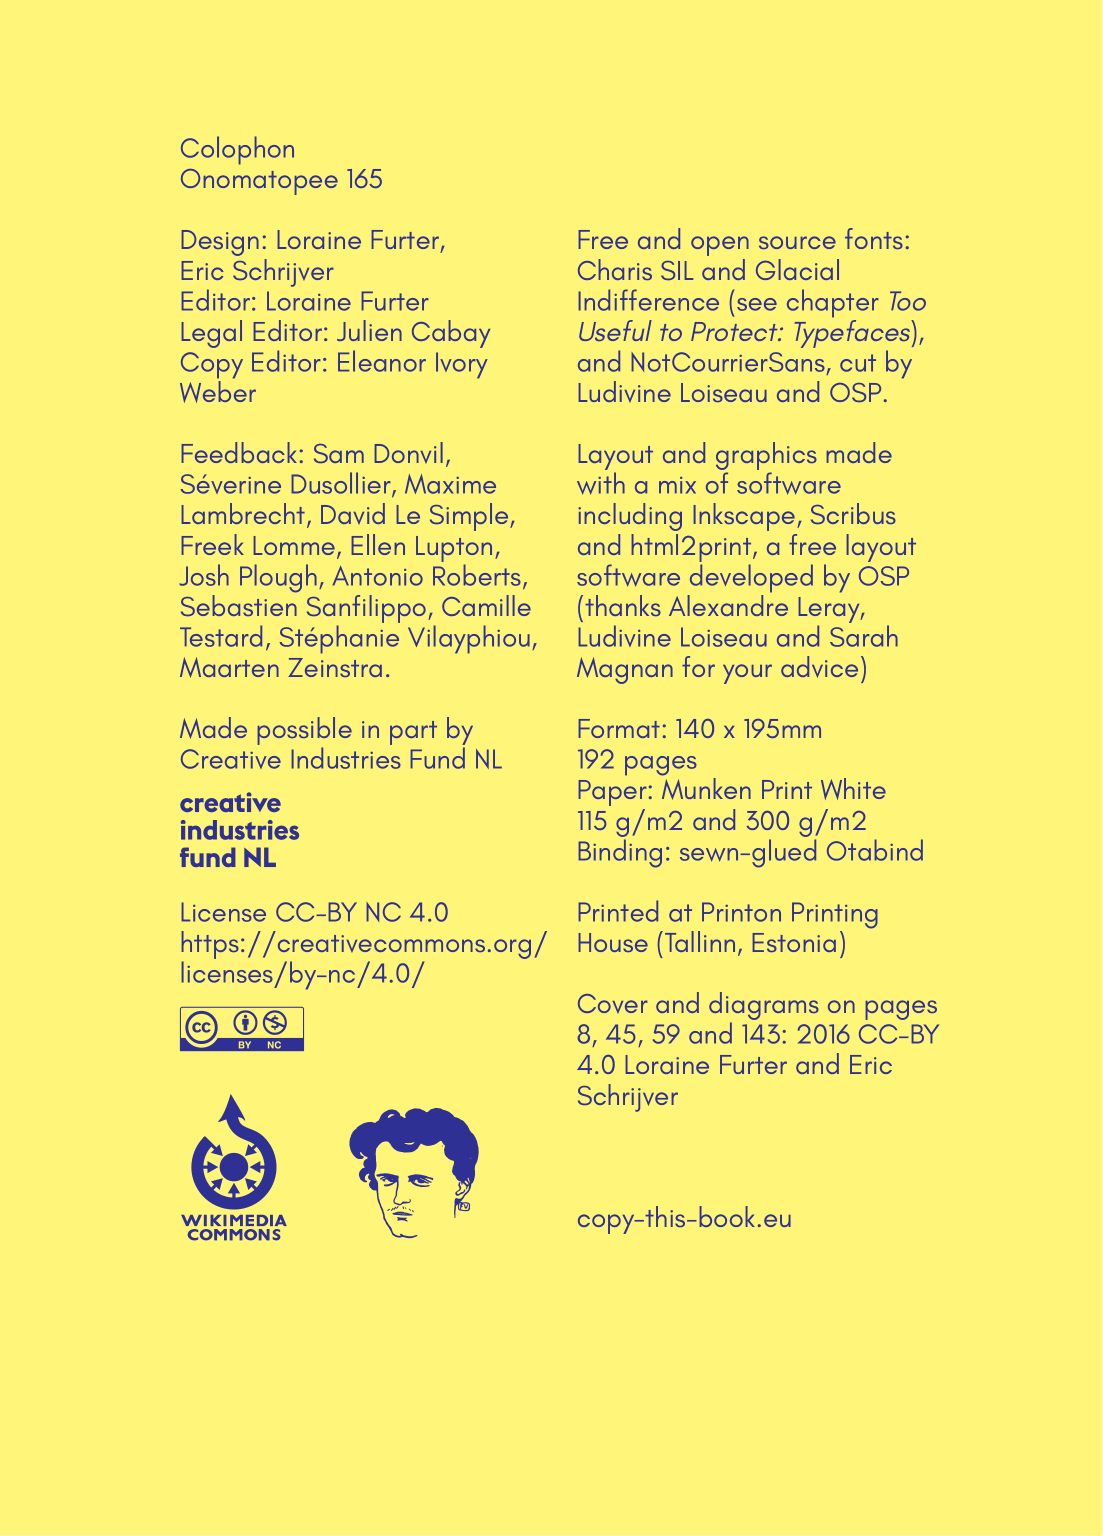 Colophon
Onomatopee 165
Design: Loraine Furter,
Eric Schrijver
Editor: Loraine Furter
Legal Editor: Julien Cabay
Copy Editor: Eleanor Ivory
Weber
Feedback: Sam Donvil,
Séverine Dusollier, Maxime
Lambrecht, David Le Simple,
Freek Lomme, Ellen Lupton,
Josh Plough, Antonio Roberts,
Sebastien Sanfilippo, Camille
Testard, Stéphanie Vilayphiou,
Maarten Zeinstra.
Made possible in part by
Creative Industries Fund NL
creative
industries
fund NL
License CC-BY NC 4.0
https://creativecommons.org/
licenses/by-nc/4.0/
cc
BY NC
WIKIMEDIA
COMMONS
Free and open source fonts:
Charis SIL and Glacial
Indifference (see chapter Too
Useful to Protect: Typefaces),
and NotCourrierSans, cut by
Ludivine Loiseau and OSP.
Layout and graphics made
with a mix of software
including Inkscape, Scribus
and html2print, a free layout
software developed by OSP
(thanks Alexandre Leray,
Ludivine Loiseau and Sarah
Magnan for your advice)
Format: 140 x 195mm
192 pages
Paper: Munken Print White
115 g/m2 and 300 g/m2
Binding: sewn-glued Otabind
Printed at Printon Printing
House (Tallinn, Estonia)
Cover and diagrams on pages
8, 45, 59 and 143: 2016 CC-BY
4.0 Loraine Furter and Eric
Schrijver
copy-this-book.eu